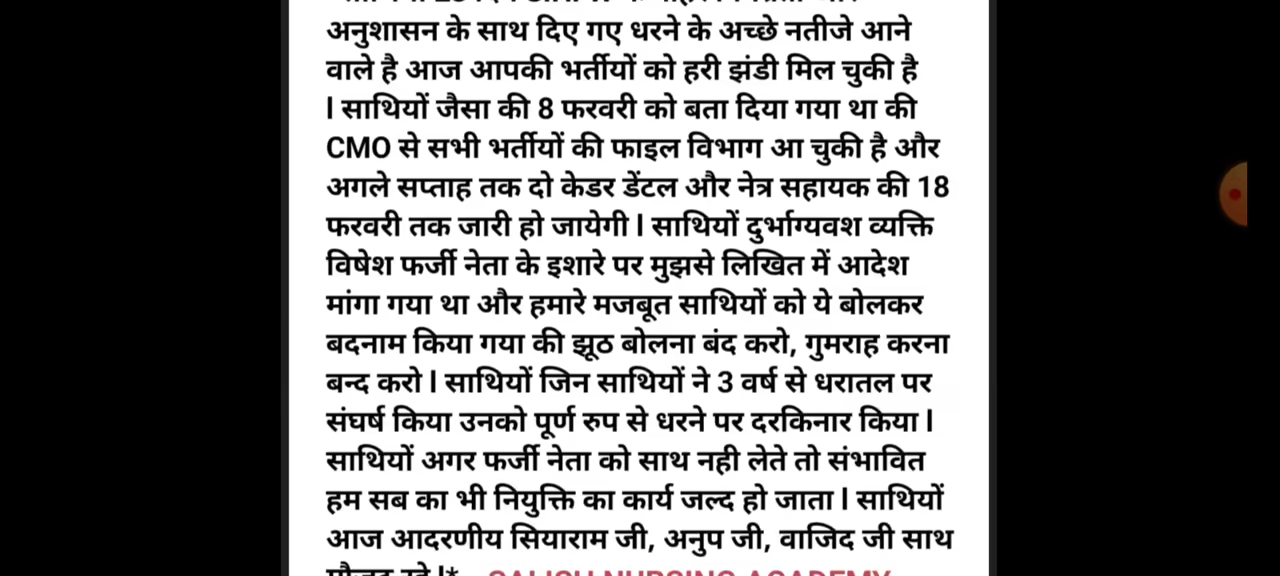 अनुशासन के साथ दिए गए धरने के अच्छे नतीजे आने
वाले है आज आपकी भर्तीयों को हरी झंडी मिल चुकी है
l साथियों जैसा की 8 फरवरी को बता दिया गया था की
CMO से सभी भर्तीयों की फाइल विभाग आ चुकी है और
अगले सप्ताह तक दो केडर डेंटल और नेत्र सहायक की 18
फरवरी तक जारी हो जायेगी l साथियों दुर्भाग्यवश व्यक्ति
विषेश फर्जी नेता के इशारे पर मुझसे लिखित में आदेश
मांगा गया था और हमारे मजबूत साथियों को ये बोलकर
बदनाम किया गया की झूठ बोलना बंद करो, गुमराह करना
बन्द करो l साथियों जिन साथियों ने 3 वर्ष से धरातल पर
संघर्ष किया उनको पूर्ण रुप से धरने पर दरकिनार किया l
साथियों अगर फर्जी नेता को साथ नही लेते तो संभावित
हम सब का भी नियुक्ति का कार्य जल्द हो जाता l साथियों
आज आदरणीय सियाराम जी, अनुप जी, वाजिद जी साथ
NURSING ACADEMY